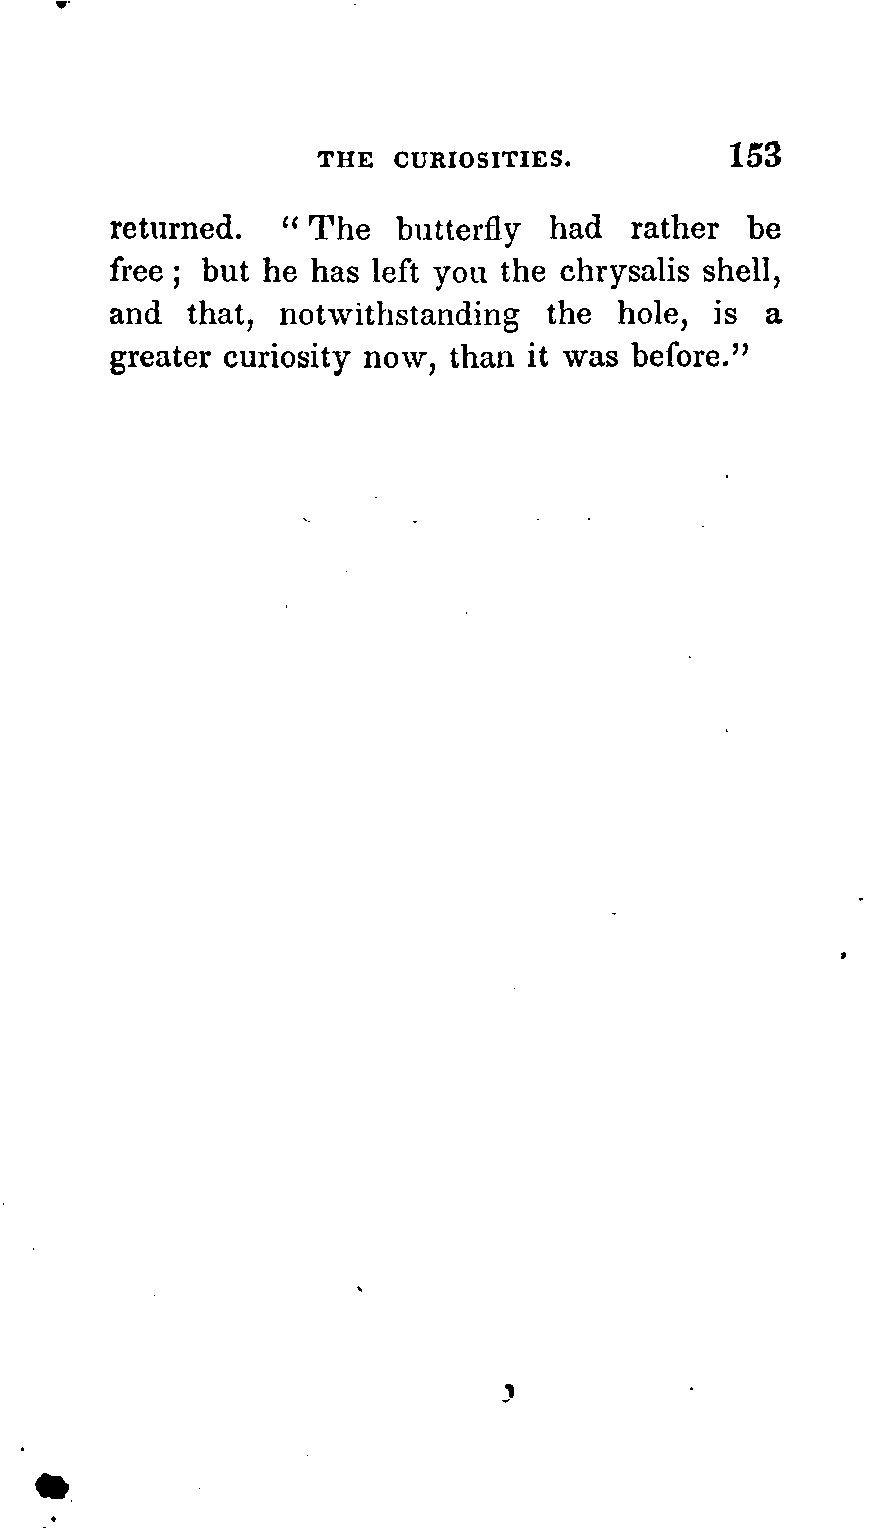 THE CURIOSITIES. 153
returned. “ The butterfly had rather be
free ; but he has left you the chrysalis shell,
and that, notwithstanding the hole, is a
greater curiosity now, than it was before.”